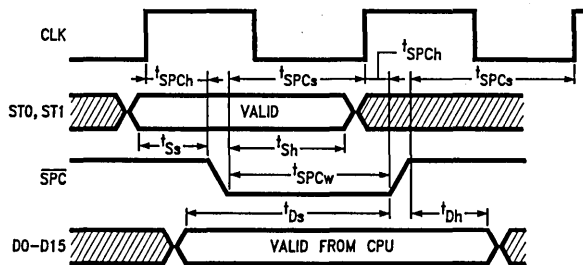 CLK
tSPCh
tSPCs
tSPCh
tSPCs
ST0, ST1
VALID
tSs
tSh
SPC
tSPCw
tDs
tDh
D0-D15
VALID FROM CPU